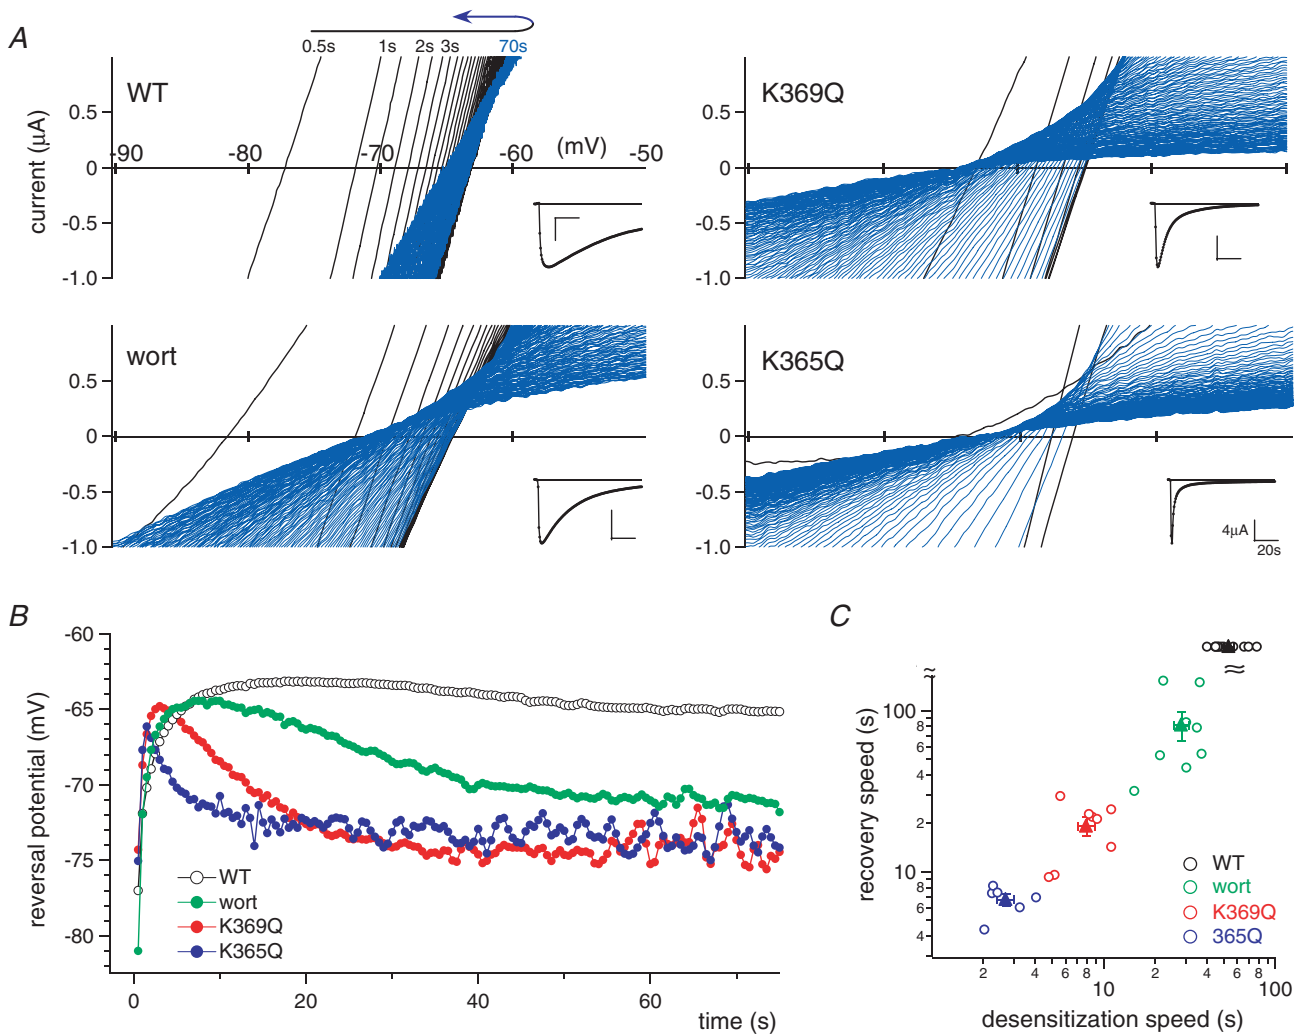 A
0.5s 1s 2s 3s 70s
WT
current (µA)
0.5
0
-0.5
-1.0
-90 -80 -70 -60 (mV) -50
K369Q
0.5
0
-0.5
-1.0
wort
0.5
0
-0.5
-1.0
K365Q
0.5
0
-0.5
-1.0
4µA
20s
B
reversal potential (mV)
-60
-65
-70
-75
-80
WT
wort
K369Q
K365Q
0 20 40 60 time (s)
C
recovery speed (s)
≈ ≈
100
8
6
4
2
10
8
6
4
WT
wort
K369Q
365Q
2 4 6 8 10 2 4 6 8 100
desensitization speed (s)